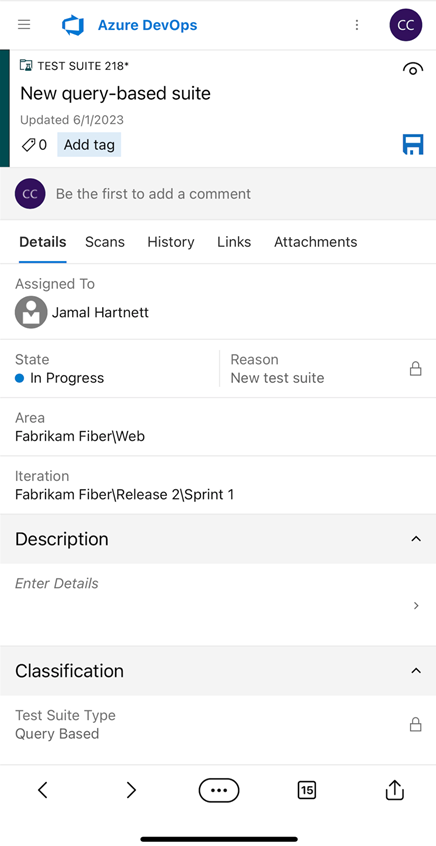 Azure DevOps
CC
TEST SUITE 218*
New query-based suite
Updated 6/1/2023
0
Add tag
CC
Be the first to add a comment
Details
Scans
History
Links
Attachments
Assigned To
Jamal Hartnett
State
In Progress
Reason
New test suite
Area
Fabrikam Fiber\Web
Iteration
Fabrikam Fiber\Release 2\Sprint 1
Description
Enter Details
Classification
Test Suite Type
Query Based
15